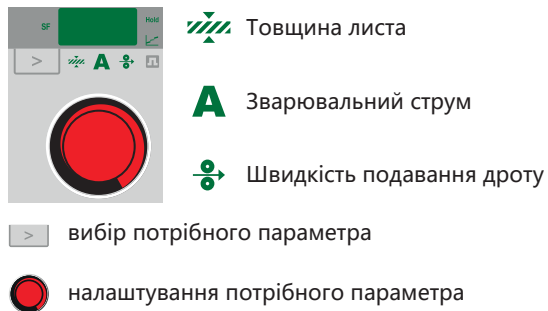 SF
Hold
>
A
Товщина листа
A
Зварювальний струм
Швидкість подавання дроту
> вибір потрібного параметра
налаштування потрібного параметра